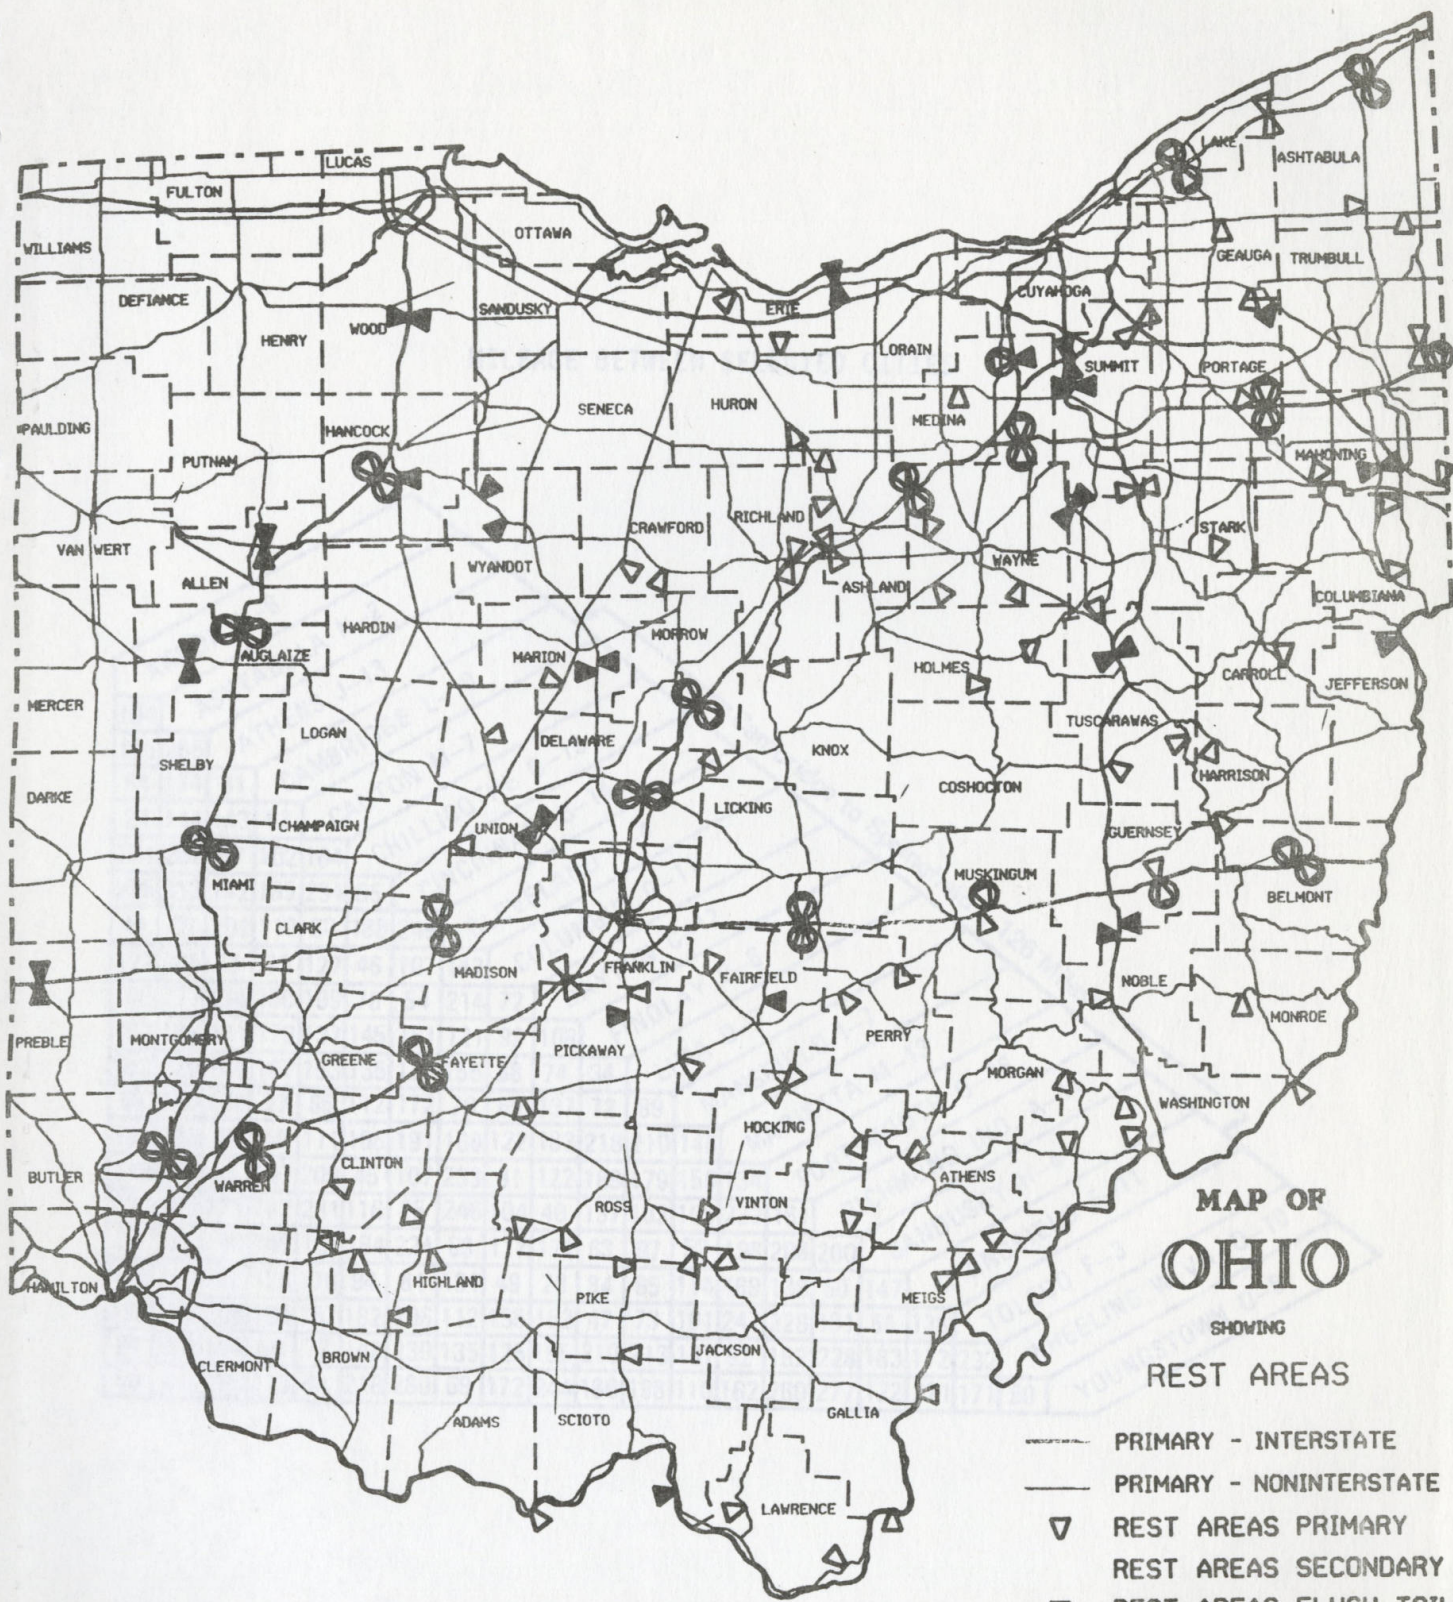 LUCAS
FULTON
WILLIAMS
OTTAWA
DEFIANCE
HENRY
WOOD
SANDUSKY
ERIE
LAKE
ASHTABULA
GEAUGA
TRUMBULL
CUYAHOGA
LORAIN
SUMMIT
PORTAGE
PAULDING
PUTNAM
HANCOCK
SENECA
HURON
MEDINA
MAHONING
VAN WERT
ALLEN
WYANDOT
CRAWFORD
RICHLAND
ASHLAND
WAYNE
STARK
COLUMBIANA
HARDIN
AUGLAIZE
MERCER
MARION
MORROW
HOLMES
CARROLL
JEFFERSON
LOGAN
SHELBY
DELAWARE
KNOX
TUSCARAWAS
COSHOCTON
HARRISON
DARKE
CHAMPAIGN
UNION
LICKING
GUERNSEY
MIAMI
CLARK
MUSKINGUM
BELMONT
MADISON
FRANKLIN
FAIRFIELD
NOBLE
MONROE
PREBLE
MONTGOMERY
GREENE
FAYETTE
PICKAWAY
PERRY
MORGAN
WASHINGTON
HOCKING
BUTLER
WARREN
CLINTON
ROSS
VINTON
ATHENS
HAMILTON
HIGHLAND
PIKE
MEIGS
CLERMONT
BROWN
JACKSON
ADAMS
SCIOTO
GALLIA
LAWRENCE
MAP OF
OHIO
SHOWING
REST AREAS
PRIMARY - INTERSTATE
PRIMARY - NONINTERSTATE
REST AREAS PRIMARY
REST AREAS SECONDARY